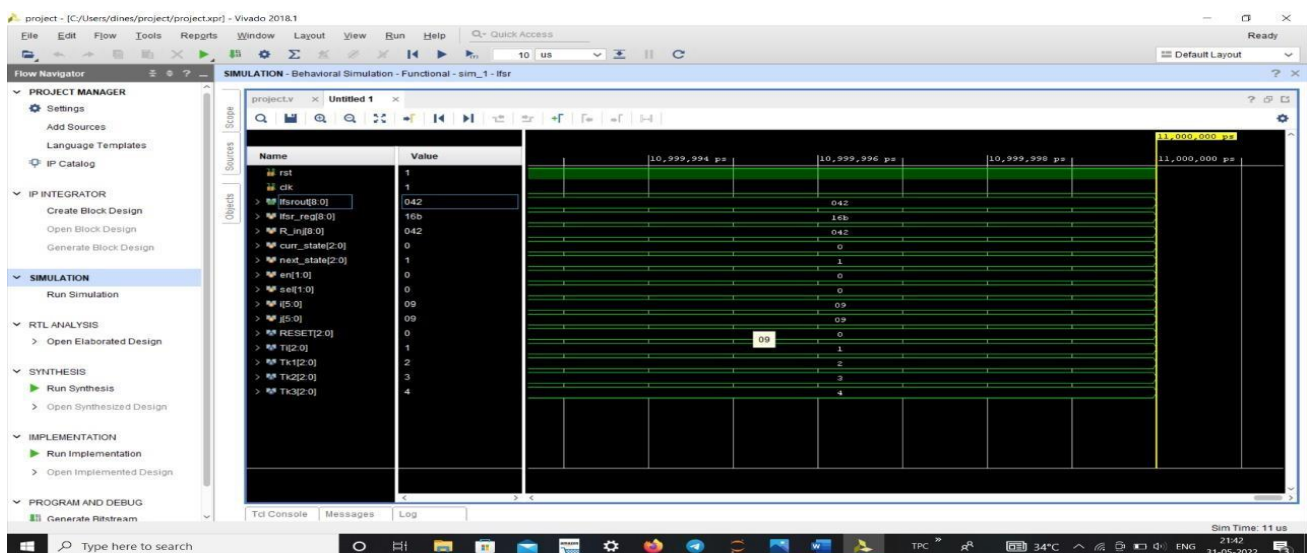 project - [C:/Users/dines/project/project.xpr] - Vivado 2018.1
File Edit Flow Tools Reports Window Layout View Run Help Q- Quick Access Ready
10 us Default Layout
Flow Navigator
SIMULATION - Behavioral Simulation - Functional - sim_1 - lfsr
PROJECT MANAGER
Settings
Add Sources
Language Templates
IP Catalog
IP INTEGRATOR
Create Block Design
Open Block Design
Generate Block Design
SIMULATION
Run Simulation
RTL ANALYSIS
Open Elaborated Design
SYNTHESIS
Run Synthesis
Open Synthesized Design
IMPLEMENTATION
Run Implementation
Open Implemented Design
PROGRAM AND DEBUG
Generate Bitstream
Scope
Sources
Objects
project.v Untitled 1
11,000,000 ps
Name Value 10,999,994 ps 10,999,996 ps 10,999,998 ps 11,000,000 ps
rst 1
clk 1
lfsrout[8:0] 042 042
lfsr_reg[8:0] 16b 16b
R_inj[8:0] 042 042
curr_state[2:0] 0 0
next_state[2:0] 1 1
en[1:0] 0 0
sel[1:0] 0 0
i[5:0] 09 09
j[5:0] 09 09
RESET[2:0] 0 0
09
Ti[2:0] 1 1
Tk1[2:0] 2 2
Tk2[2:0] 3 3
Tk3[2:0] 4 4
Tcl Console Messages Log
Sim Time: 11 us
Type here to search TPC 34°C ENG 21:42
31-05-2022